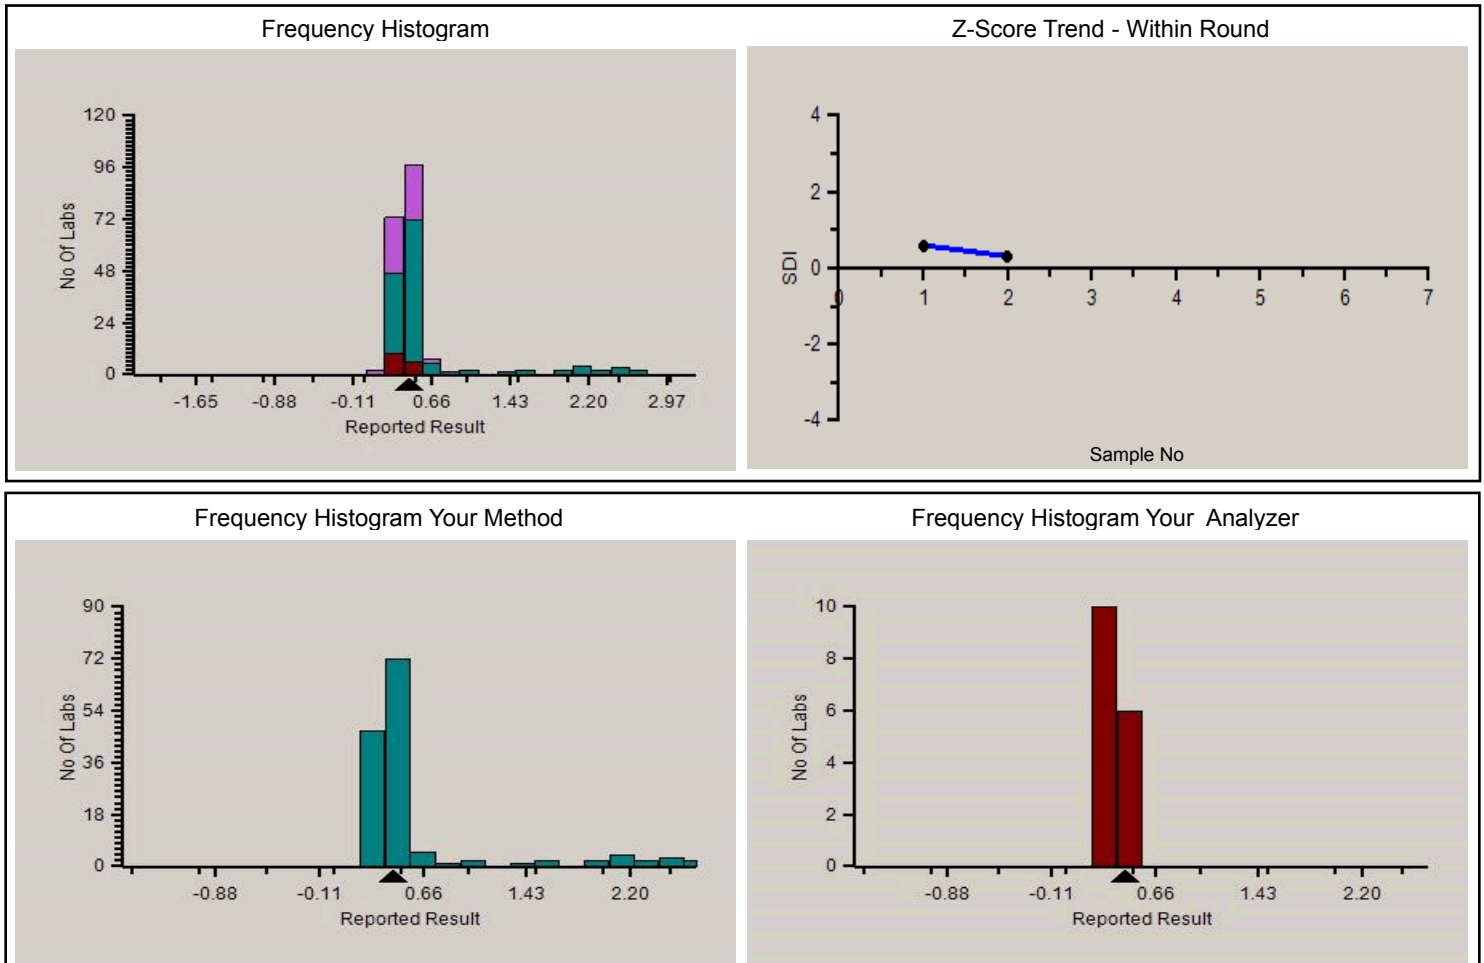 Frequency Histogram
120
96
72
48
24
0
No Of Labs
-1.65 -0.88 -0.11 0.66 1.43 2.20 2.97
Reported Result
Z-Score Trend - Within Round
4
2
0
-2
-4
SDI
0 1 2 3 4 5 6 7
Sample No
Frequency Histogram Your Method
90
72
54
36
18
0
No Of Labs
-0.88 -0.11 0.66 1.43 2.20
Reported Result
Frequency Histogram Your Analyzer
10
8
6
4
2
0
No Of Labs
-0.88 -0.11 0.66 1.43 2.20
Reported Result